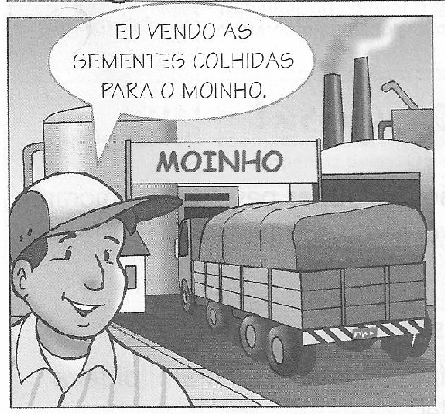 EU VENDO AS
SEMENTES COLHIDAS
PARA O MOINHO.
MOINHO